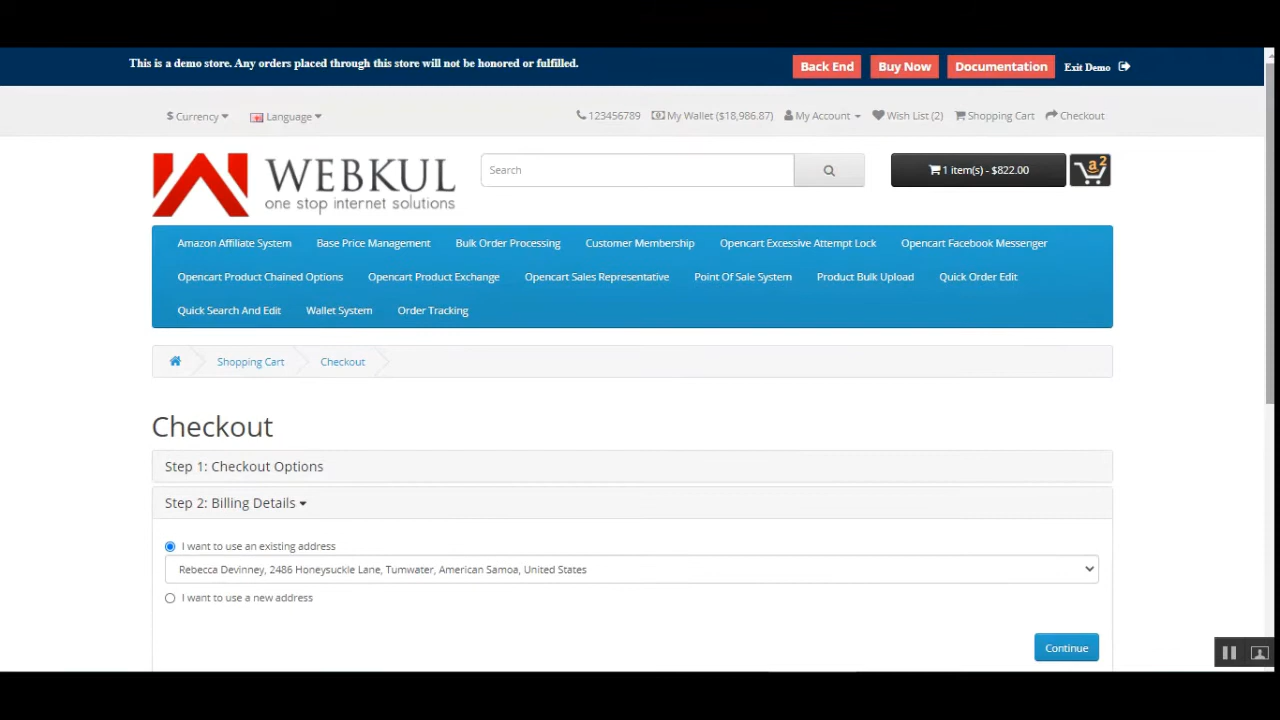 This is a demo store. Any orders placed through this store will not be honored or fulfilled.
Back End Buy Now Documentation Exit Demo
$ Currency Language 123456789 My Wallet ($18,986.87) My Account Wish List (2) Shopping Cart Checkout
WEBKUL
one stop internet solutions
Search
1 item(s) - $822.00
a2
Amazon Affiliate System Base Price Management Bulk Order Processing Customer Membership Opencart Excessive Attempt Lock Opencart Facebook Messenger
Opencart Product Chained Options Opencart Product Exchange Opencart Sales Representative Point Of Sale System Product Bulk Upload Quick Order Edit
Quick Search And Edit Wallet System Order Tracking
Shopping Cart Checkout
Checkout
Step 1: Checkout Options
Step 2: Billing Details
I want to use an existing address
Rebecca Devinney, 2486 Honeysuckle Lane, Tumwater, American Samoa, United States
I want to use a new address
Continue